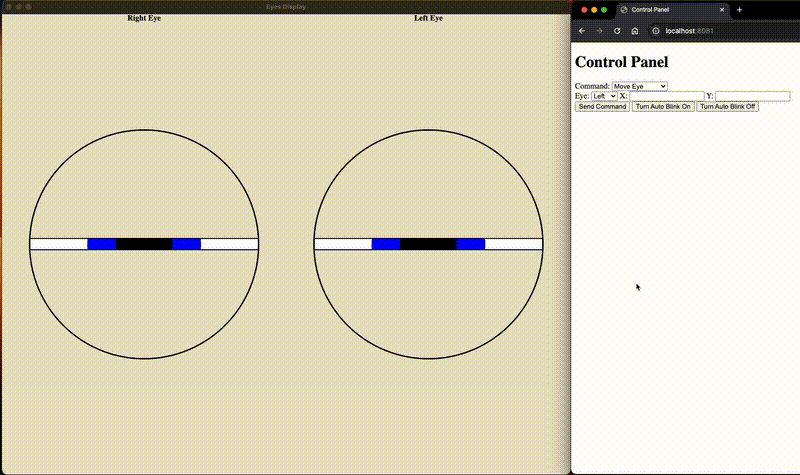 Eyes Display
Right Eye
Left Eye
Control Panel
localhost:8081
Control Panel
Command: Move Eye
Eye: Left X: Y:
Send Command Turn Auto Blink On Turn Auto Blink Off